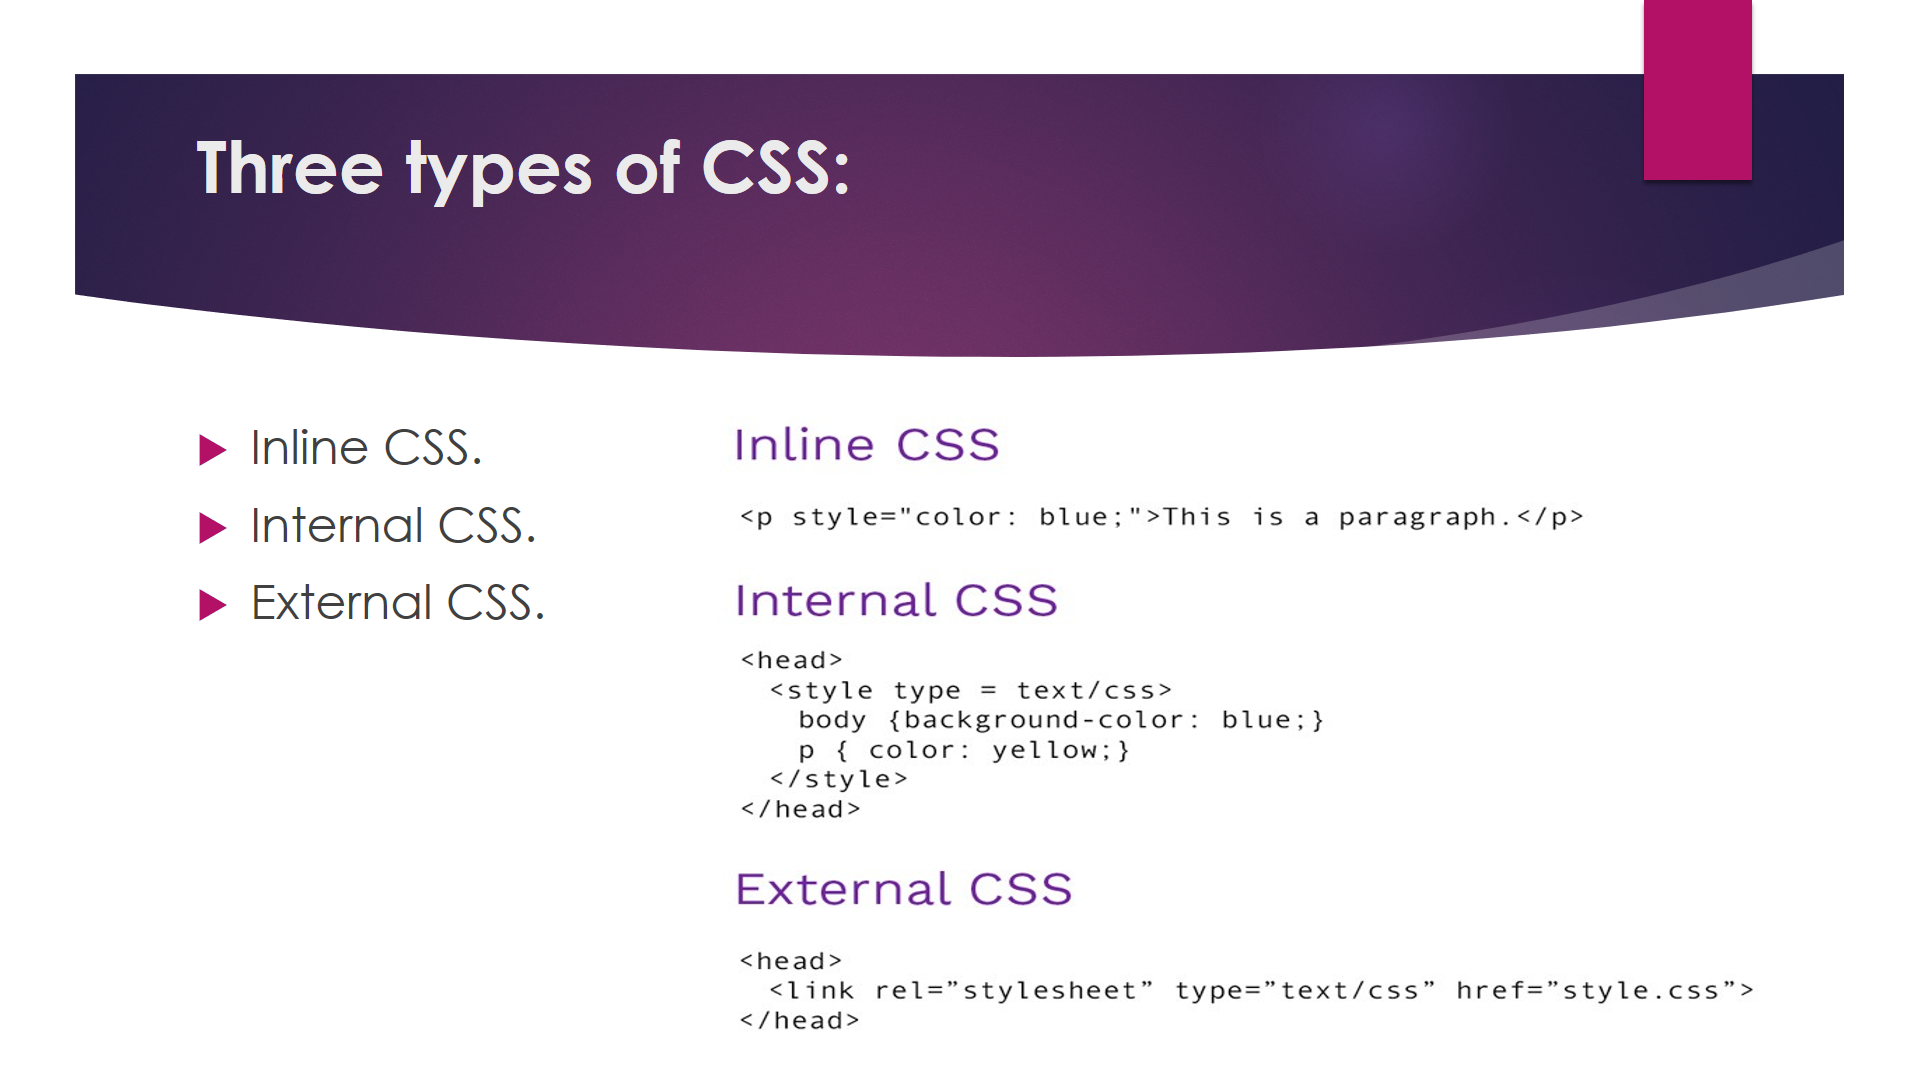 Three types of CSS:
Inline CSS.
Internal CSS.
External CSS.
Inline CSS
<p style="color: blue;">This is a paragraph.</p>
Internal CSS
<head>
<style type = text/css>
body {background-color: blue;}
p { color: yellow;}
</style>
</head>
External CSS
<head>
<link rel=”stylesheet” type=”text/css” href=”style.css”>
</head>